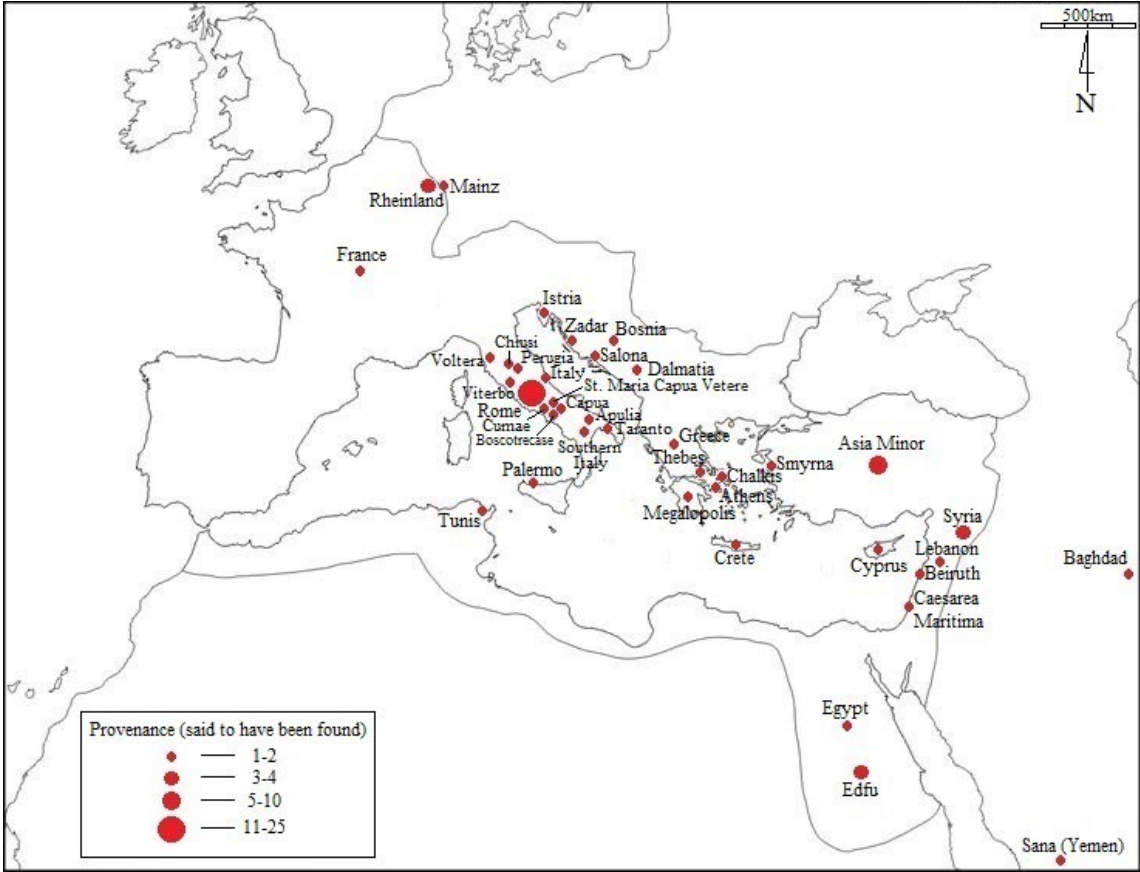 500km
N
Rheinland
Mainz
France
Istria
Zadar
Bosnia
Chiusi
Voltera
Perugia
Salona
Italy
Dalmatia
Viterbo
St. Maria Capua Vetere
Rome
Capua
Cumae
Apulia
Boscotrecase
Taranto
Southern
Italy
Greece
Asia Minor
Thebes
Chalkis
Smyrna
Palermo
Athens
Megalopolis
Tunis
Syria
Crete
Cyprus
Lebanon
Beiruth
Baghdad
Caesarea
Maritima
Egypt
Edfu
Sana (Yemen)
Provenance (said to have been found)
1-2
3-4
5-10
11-25